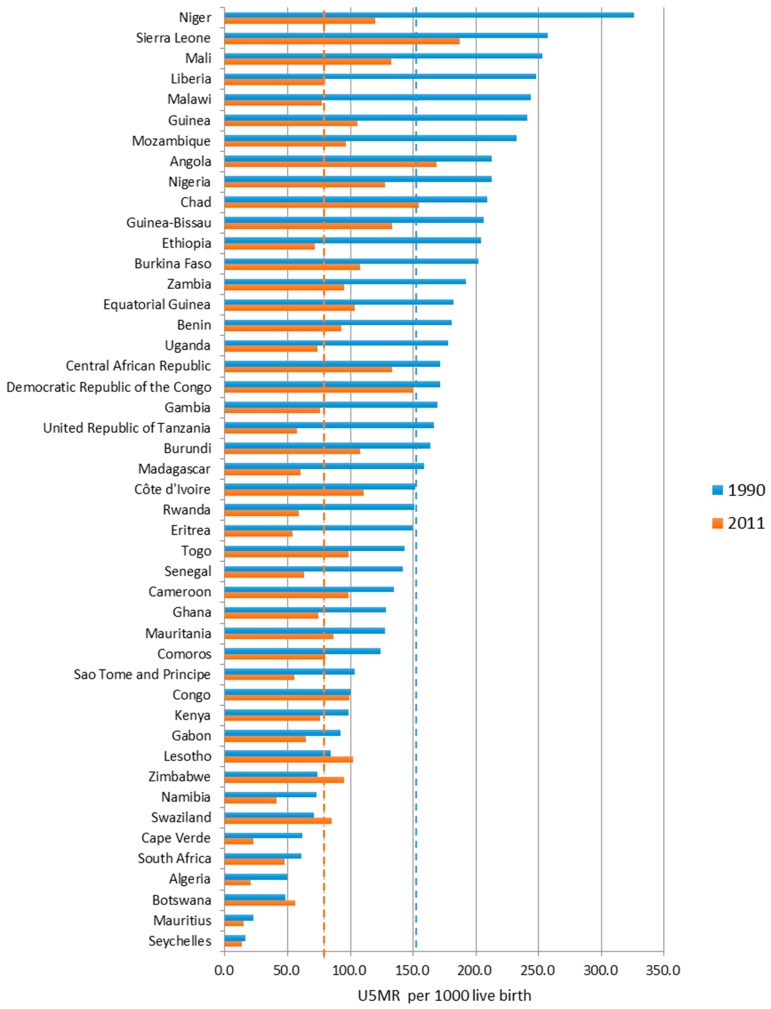 Niger
Sierra Leone
Mali
Liberia
Malawi
Guinea
Mozambique
Angola
Nigeria
Chad
Guinea-Bissau
Ethiopia
Burkina Faso
Zambia
Equatorial Guinea
Benin
Uganda
Central African Republic
Democratic Republic of the Congo
Gambia
United Republic of Tanzania
Burundi
Madagascar
Côte d'Ivoire
Rwanda
Eritrea
Togo
Senegal
Cameroon
Ghana
Mauritania
Comoros
Sao Tome and Principe
Congo
Kenya
Gabon
Lesotho
Zimbabwe
Namibia
Swaziland
Cape Verde
South Africa
Algeria
Botswana
Mauritius
Seychelles
1990
2011
0.0 50.0 100.0 150.0 200.0 250.0 300.0 350.0
U5MR per 1000 live birth